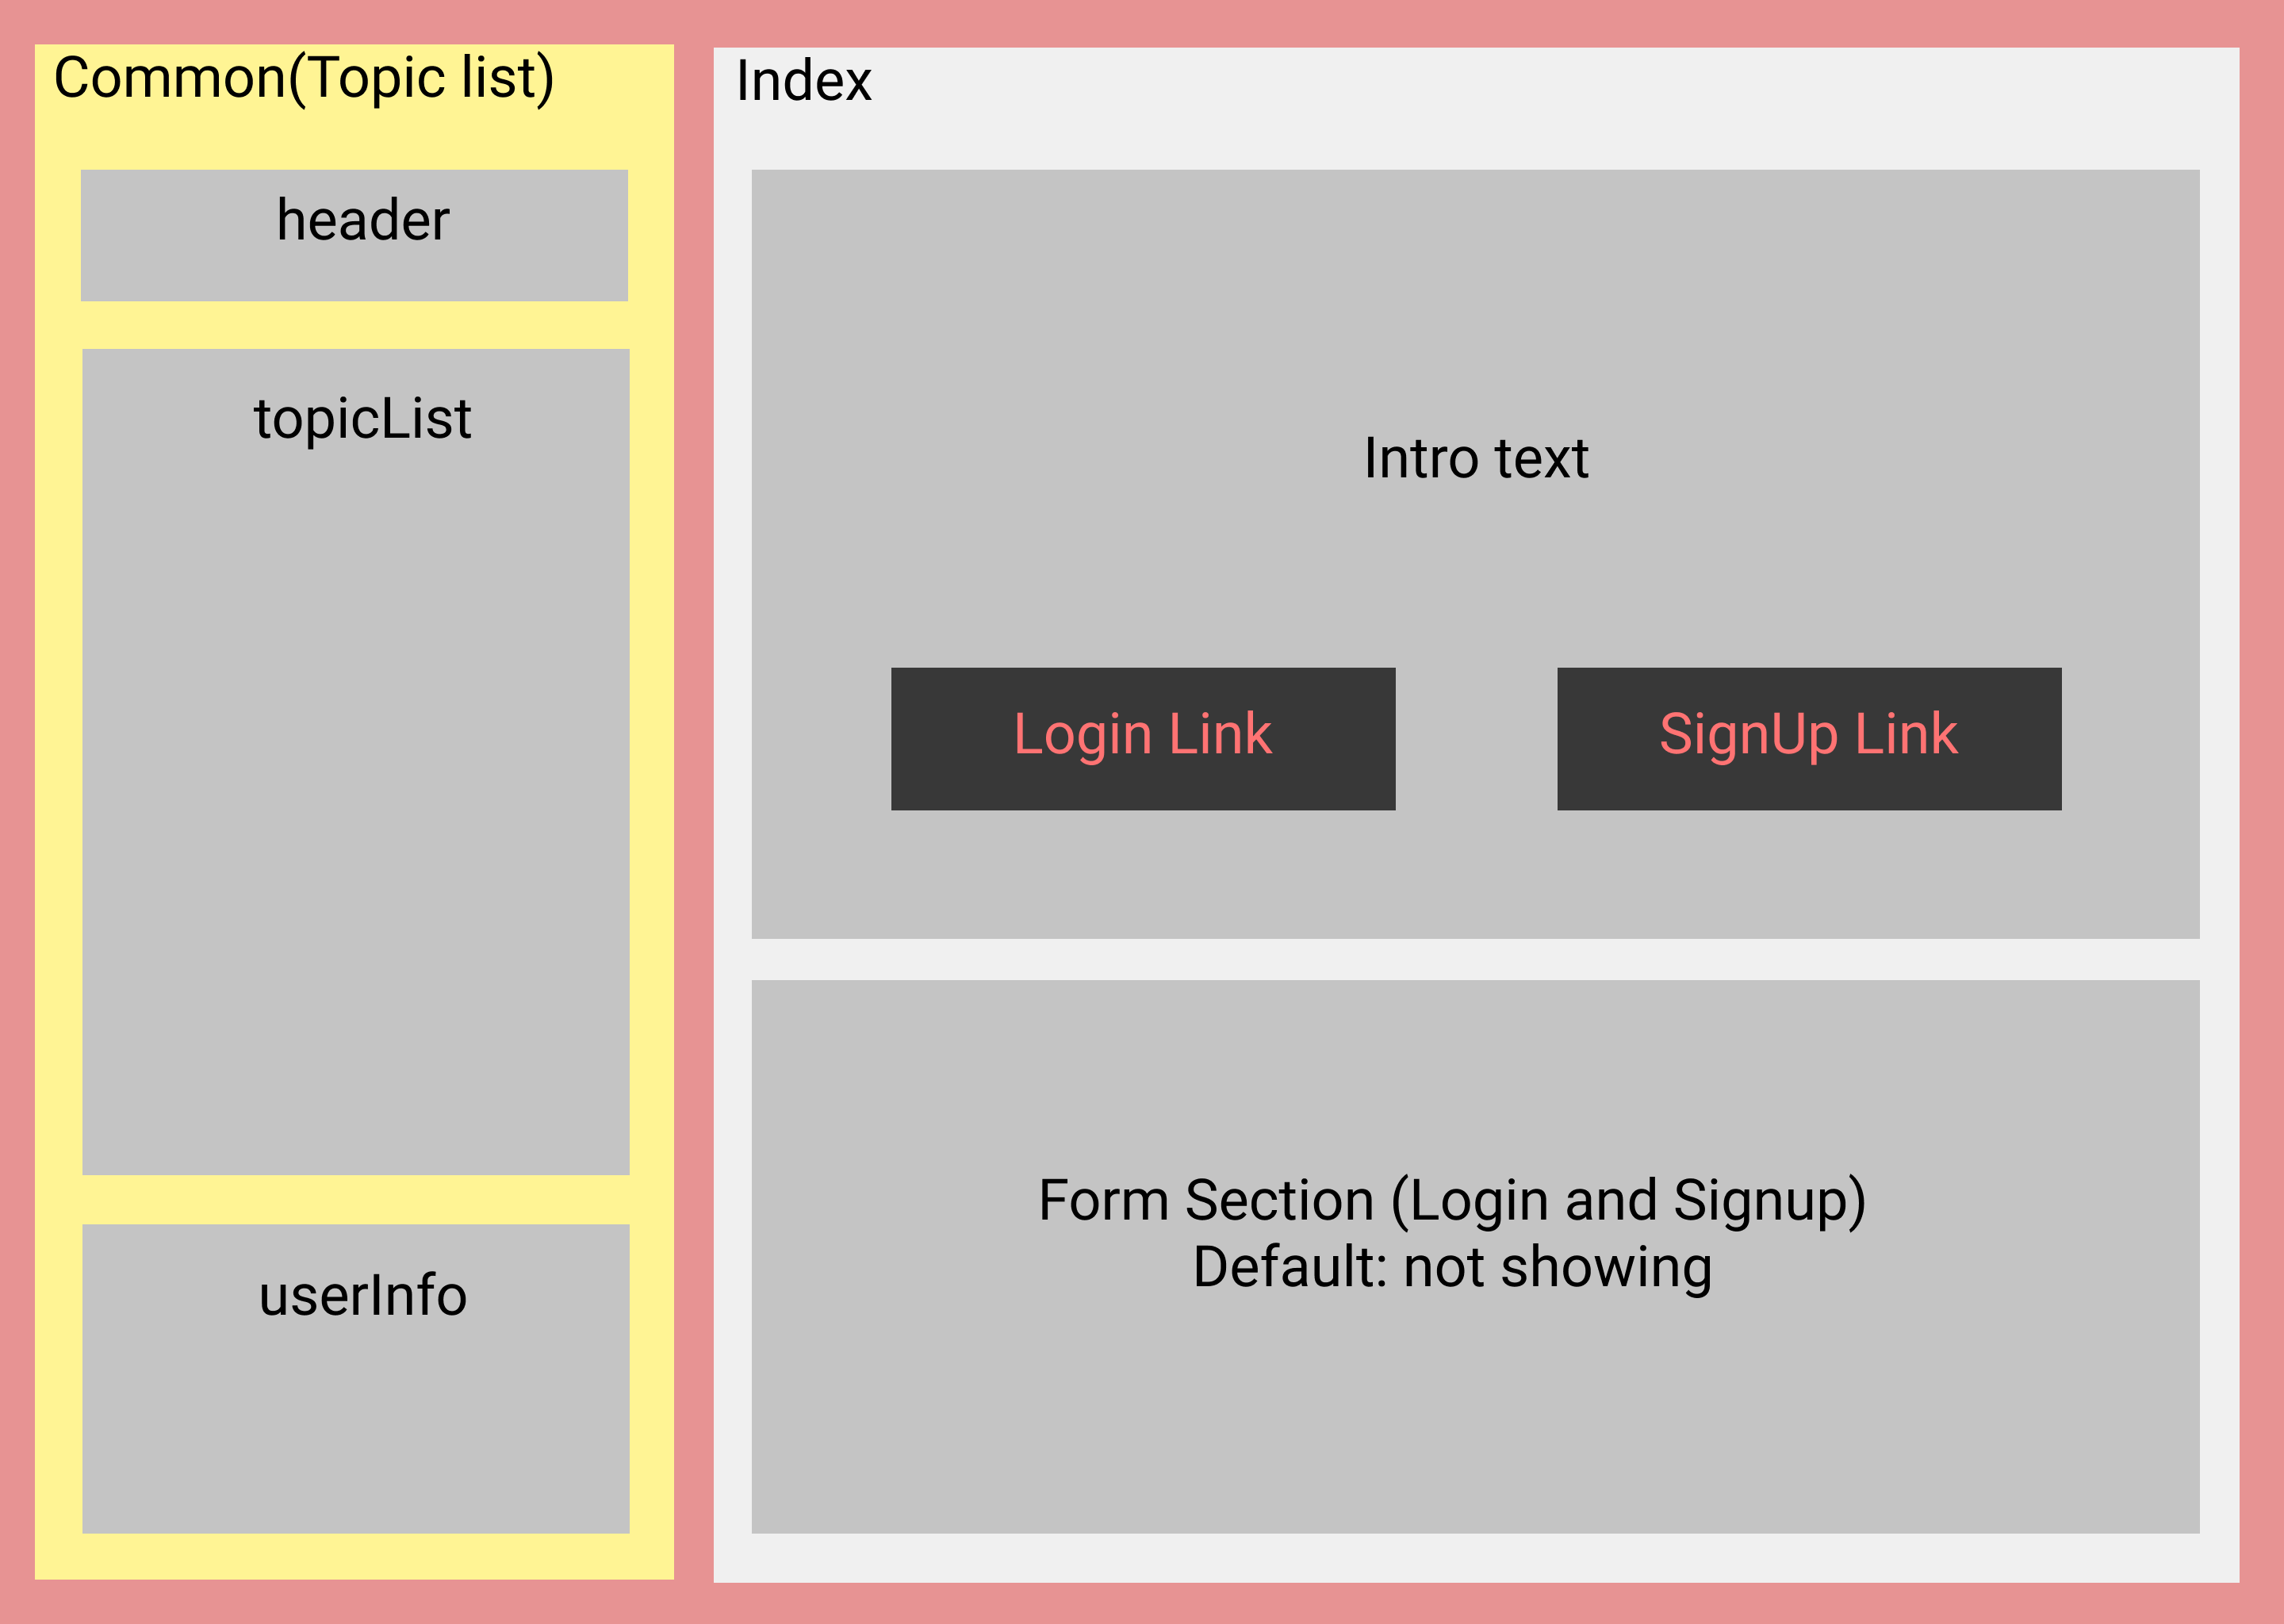 Common(Topic list)
header
topicList
userInfo
Index
Intro text
Login Link
SignUp Link
Form Section (Login and Signup)
Default: not showing